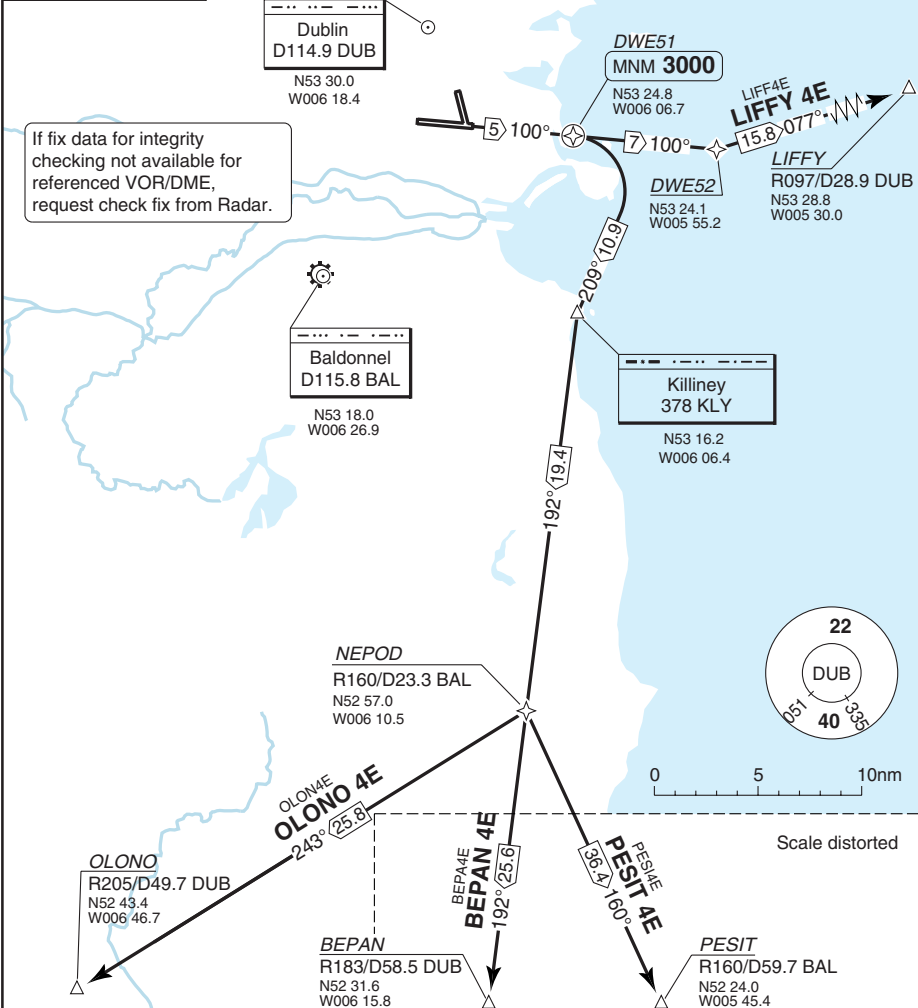 Dublin
D114.9 DUB
N53 30.0
W006 18.4
DWE51
MNM 3000
N53 24.8
W006 06.7
LIFF4E
LIFFY 4E
5 100°
7 100°
15.8 077°
If fix data for integrity
checking not available for
referenced VOR/DME,
request check fix from Radar.
DWE52
N53 24.1
W005 55.2
LIFFY
R097/D28.9 DUB
N53 28.8
W005 30.0
209° 10.9
Baldonnel
D115.8 BAL
N53 18.0
W006 26.9
Killiney
378 KLY
N53 16.2
W006 06.4
192° 19.4
NEPOD
R160/D23.3 BAL
N52 57.0
W006 10.5
22
DUB
051
335
40
0 5 10nm
OLON4E
OLONO 4E
243° 25.8
BEPA4E
BEPAN 4E
192° 25.6
PESI4E
PESIT 4E
36.4 160°
Scale distorted
OLONO
R205/D49.7 DUB
N52 43.4
W006 46.7
BEPAN
R183/D58.5 DUB
N52 31.6
W006 15.8
PESIT
R160/D59.7 BAL
N52 24.0
W005 45.4